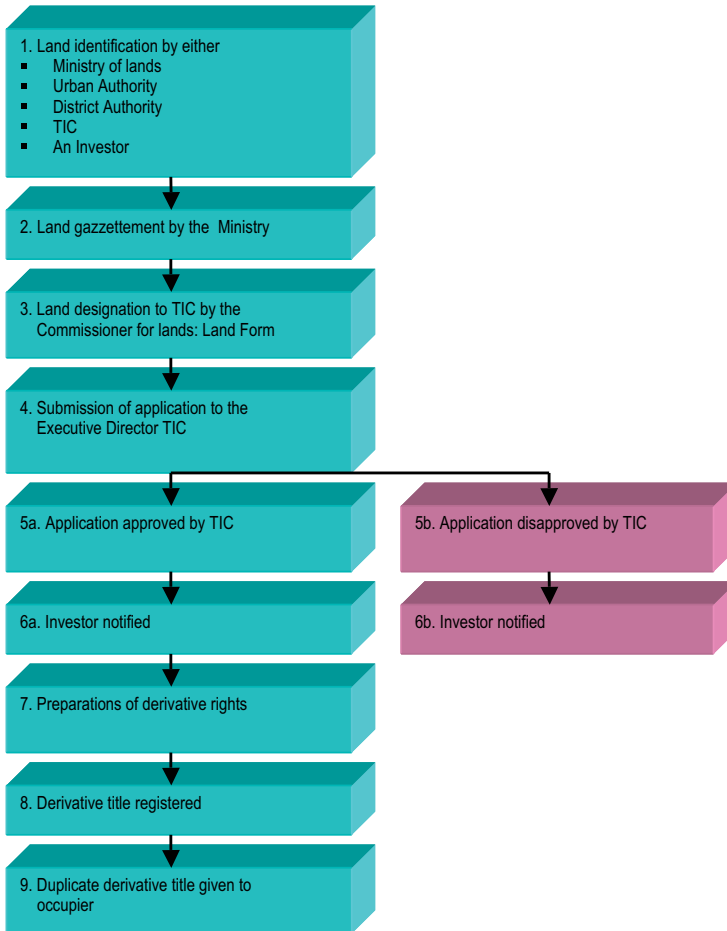 1. Land identification by either
▪ Ministry of lands
▪ Urban Authority
▪ District Authority
▪ TIC
▪ An Investor
2. Land gazzettement by the Ministry
3. Land designation to TIC by the
Commissioner for lands: Land Form
4. Submission of application to the
Executive Director TIC
5a. Application approved by TIC
5b. Application disapproved by TIC
6a. Investor notified
6b. Investor notified
7. Preparations of derivative rights
8. Derivative title registered
9. Duplicate derivative title given to
occupier